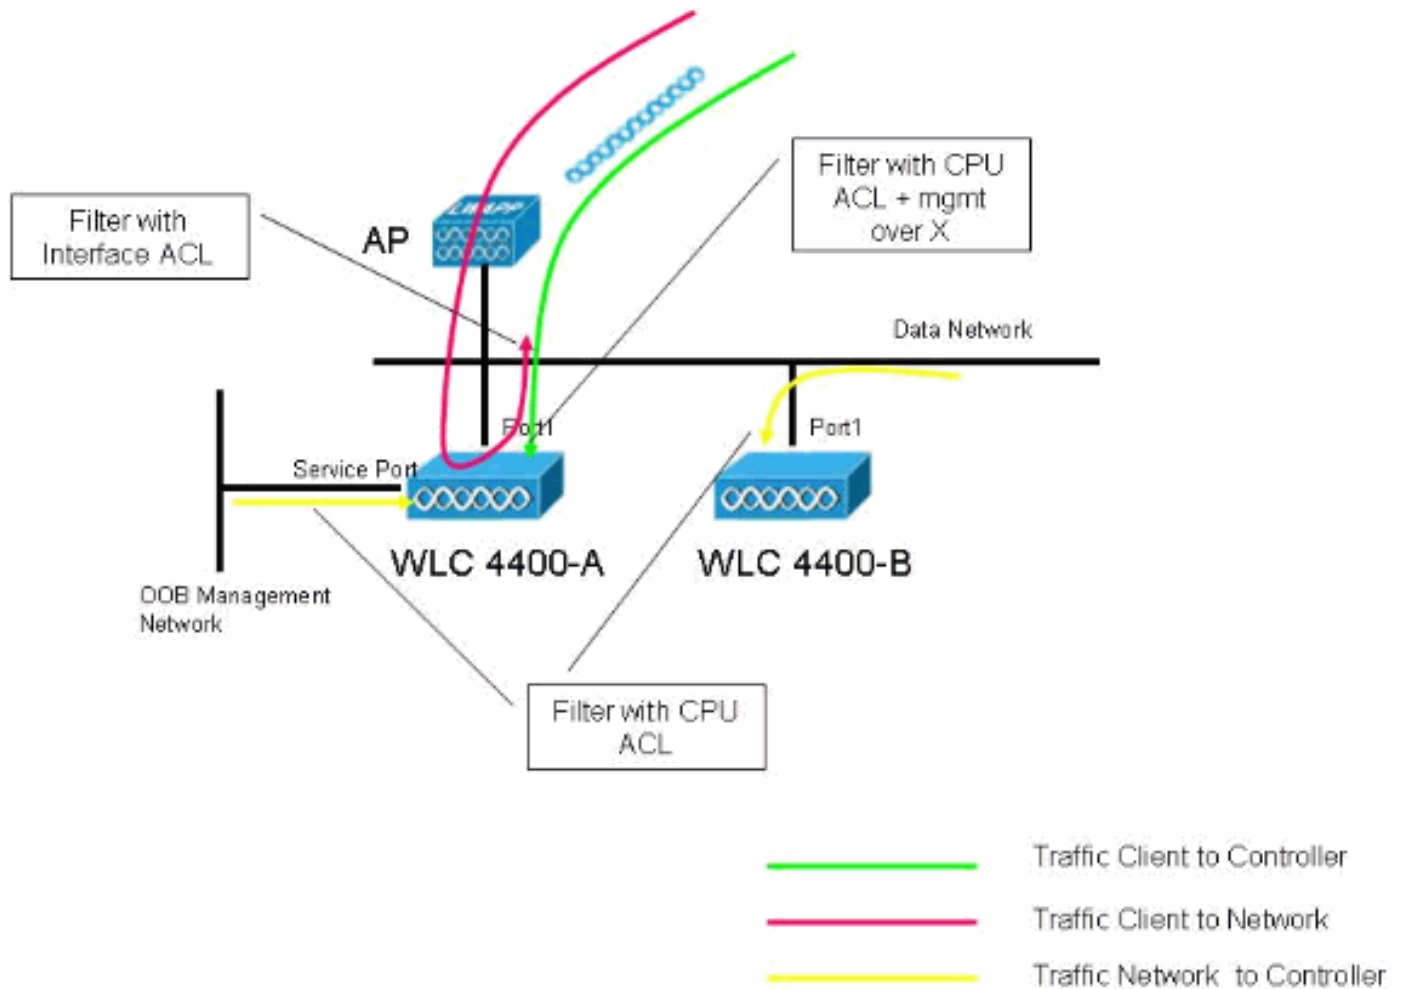 Filter with CPU
ACL + mgmt
over X
Filter with
Interface ACL
LWAPP
AP
Data Network
Port1
Port1
Service Port
WLC 4400-A
WLC 4400-B
OOB Management
Network
Filter with CPU
ACL
Traffic Client to Controller
Traffic Client to Network
Traffic Network to Controller